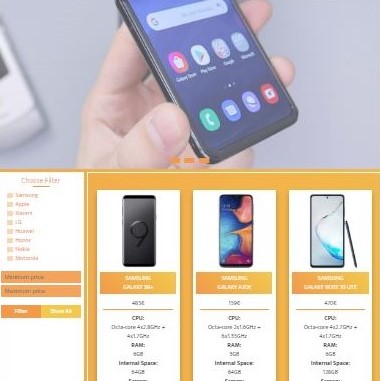 Galaxy Store
Play Store
Google
Microsoft
Choose Filter
Samsung
Apple
Xiaomi
LG
Huawei
Honor
Nokia
Motorola
Minimum price
Maximum price
Filter
Show All
SAMSUNG
GALAXY S9+
485€
CPU:
Octa-core 4x2.8GHz +
4x1.7GHz
RAM:
6GB
Internal Space:
64GB
Screen:
SAMSUNG
GALAXY A20E
159€
CPU:
Octa-core 2x1.6GHz +
6x1.35GHz
RAM:
3GB
Internal Space:
64GB
Screen:
SAMSUNG
GALAXY NOTE 10 LITE
470€
CPU:
Octa-core 4x2.7GHz +
4x1.7GHz
RAM:
6GB
Internal Space:
128GB
Screen: